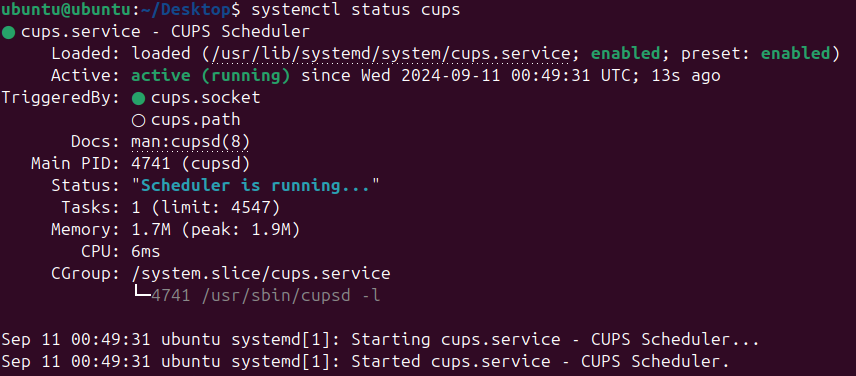 ubuntu@ubuntu:~/Desktop$ systemctl status cups
● cups.service - CUPS Scheduler
     Loaded: loaded (/usr/lib/systemd/system/cups.service; enabled; preset: enabled)
     Active: active (running) since Wed 2024-09-11 00:49:31 UTC; 13s ago
TriggeredBy: ● cups.socket
             ○ cups.path
       Docs: man:cupsd(8)
   Main PID: 4741 (cupsd)
     Status: "Scheduler is running..."
      Tasks: 1 (limit: 4547)
     Memory: 1.7M (peak: 1.9M)
        CPU: 6ms
     CGroup: /system.slice/cups.service
             └─4741 /usr/sbin/cupsd -l

Sep 11 00:49:31 ubuntu systemd[1]: Starting cups.service - CUPS Scheduler...
Sep 11 00:49:31 ubuntu systemd[1]: Started cups.service - CUPS Scheduler.